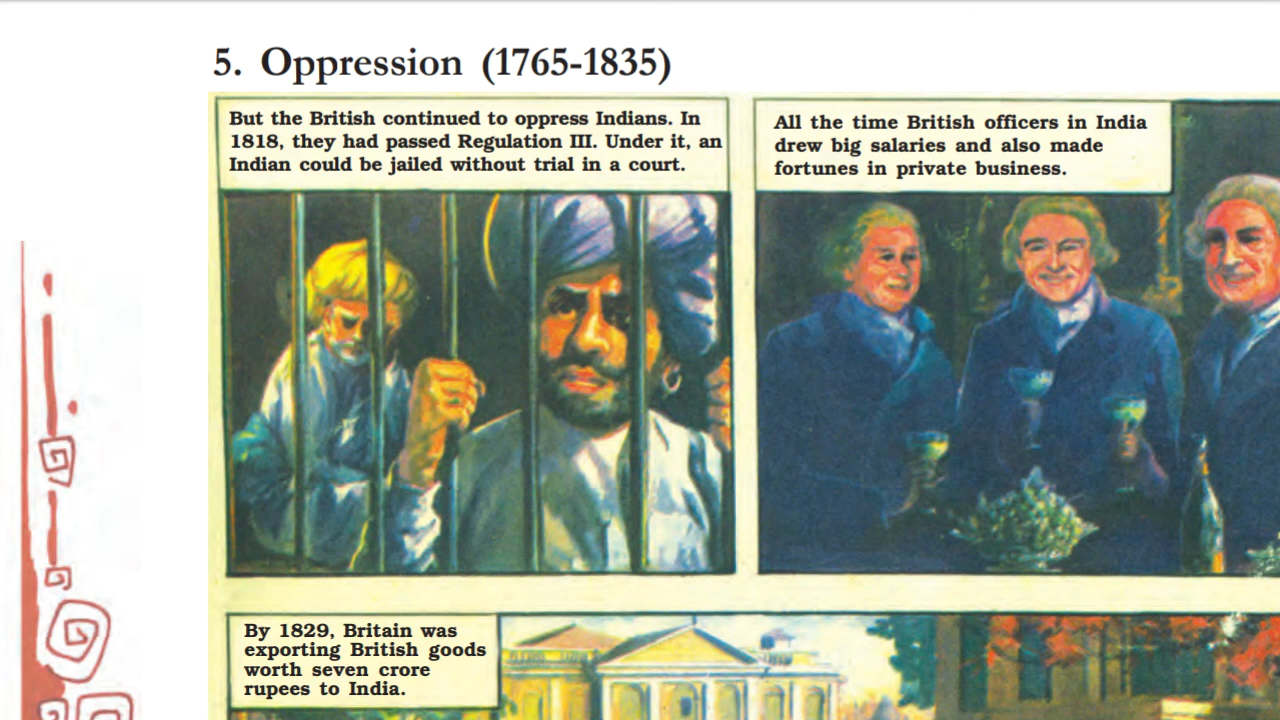 5. Oppression (1765-1835)
But the British continued to oppress Indians. In
1818, they had passed Regulation III. Under it, an
Indian could be jailed without trial in a court.
All the time British officers in India
drew big salaries and also made
fortunes in private business.
By 1829, Britain was
exporting British goods
worth seven crore
rupees to India.